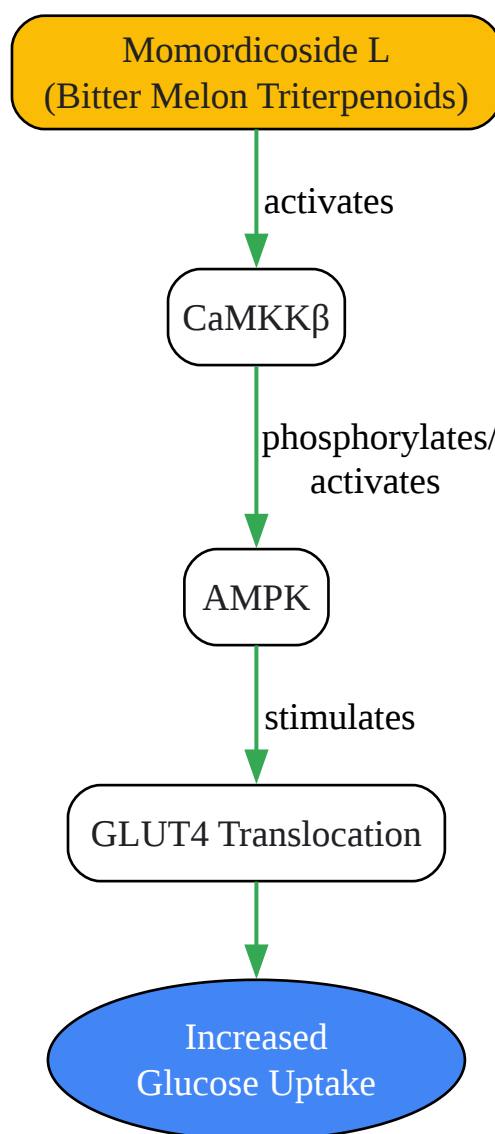 Momordicoside L
(Bitter Melon Triterpenoids)
activates
CaMKKβ
phosphorylates/
activates
AMPK
stimulates
GLUT4 Translocation
Increased
Glucose Uptake